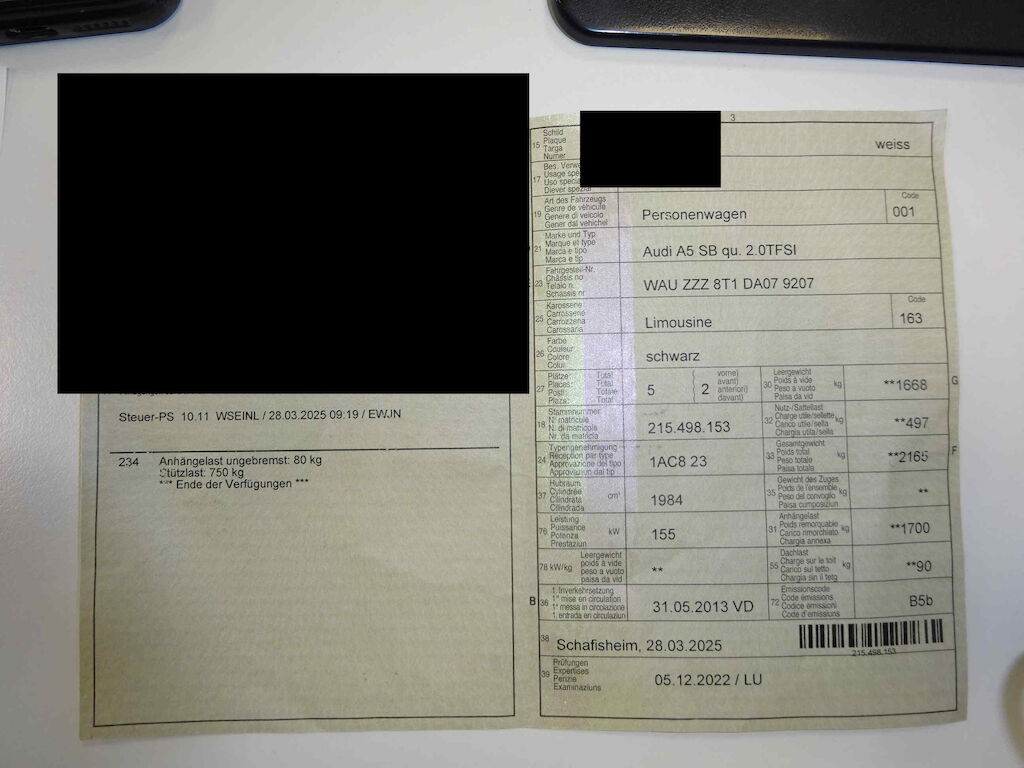 Steuer-PS 10.11 WSEINL / 28.03.2025 09:19 / EWJN
234 Anhängelast ungebremst: 80 kg
Stützlast: 750 kg
*** Ende der Verfügungen ***
3
15 Schild
Plaque
Targa
Numer
weiss
17 Bes.
Usage
Uso
Diever spezial
19 Art des Fahrzeugs
Genre de véhicule
Genere di veicolo
Gener dal vehichel
Personenwagen
Code
001
21 Marke und Typ
Marque et type
Marca e tipo
Marca e tip
Audi A5 SB qu. 2.0TFSI
23 Fahrgestell-Nr.
Châssis no
Telaio n.
Schassis nr.
WAU ZZZ 8T1 DA07 9207
25 Karosserie
Carrosserie
Carrozzeria
Carossaria
Limousine
Code
163
26 Farbe
Couleur
Colore
Colur
schwarz
27 Plätze: Total
Places: Total
Posti: Totale
Plazs: Total
5
2
vorne)
avant)
anteriori)
davant)
30 Leergewicht
Poids à vide
Peso a vuoto
Paisa da vid
kg
**1668
G
18 Stammnummer
N° matricule
N. di matricola
Nr. da matricla
215.498.153
32 Nutz-/Sattellast
Charge utile/sellette
Carico utile/sella
Chargia utila/sella
kg
**497
24 Typengenehmigung
Réception par type
Approvazione del tipo
Approvaziun dal tip
1AC8 23
33 Gesamtgewicht
Poids total
Peso totale
Paisa totala
kg
**2165
F
37 Hubraum
Cylindrée
Cilindrata
Cilindrada
cm³
1984
35 Gewicht des Zuges
Poids de l'ensemble
Peso del convoglio
Paisa cumposiziun
kg
**
76 Leistung
Puissance
Potenza
Prestaziun
kW
155
31 Anhängelast
Poids remorquable
Carico rimorchiato
Chargia annexa
kg
**1700
78 kW/kg
Leergewicht
poids à vide
peso a vuoto
paisa da vid
**
55 Dachlast
Charge sur le toit
Carico sul tetto
Chargia sin il tetg
kg
**90
B
36 1. Inverkehrsetzung
1re mise en circulation
1a messa in circolazione
1. entrada en circulaziun
31.05.2013 VD
72 Emissionscode
Code émissions
Codice emissioni
Code d'emissiuns
B5b
38 Schafisheim, 28.03.2025
215.498.153
39 Prüfungen
Expertises
Perizie
Examinaziuns
05.12.2022 / LU